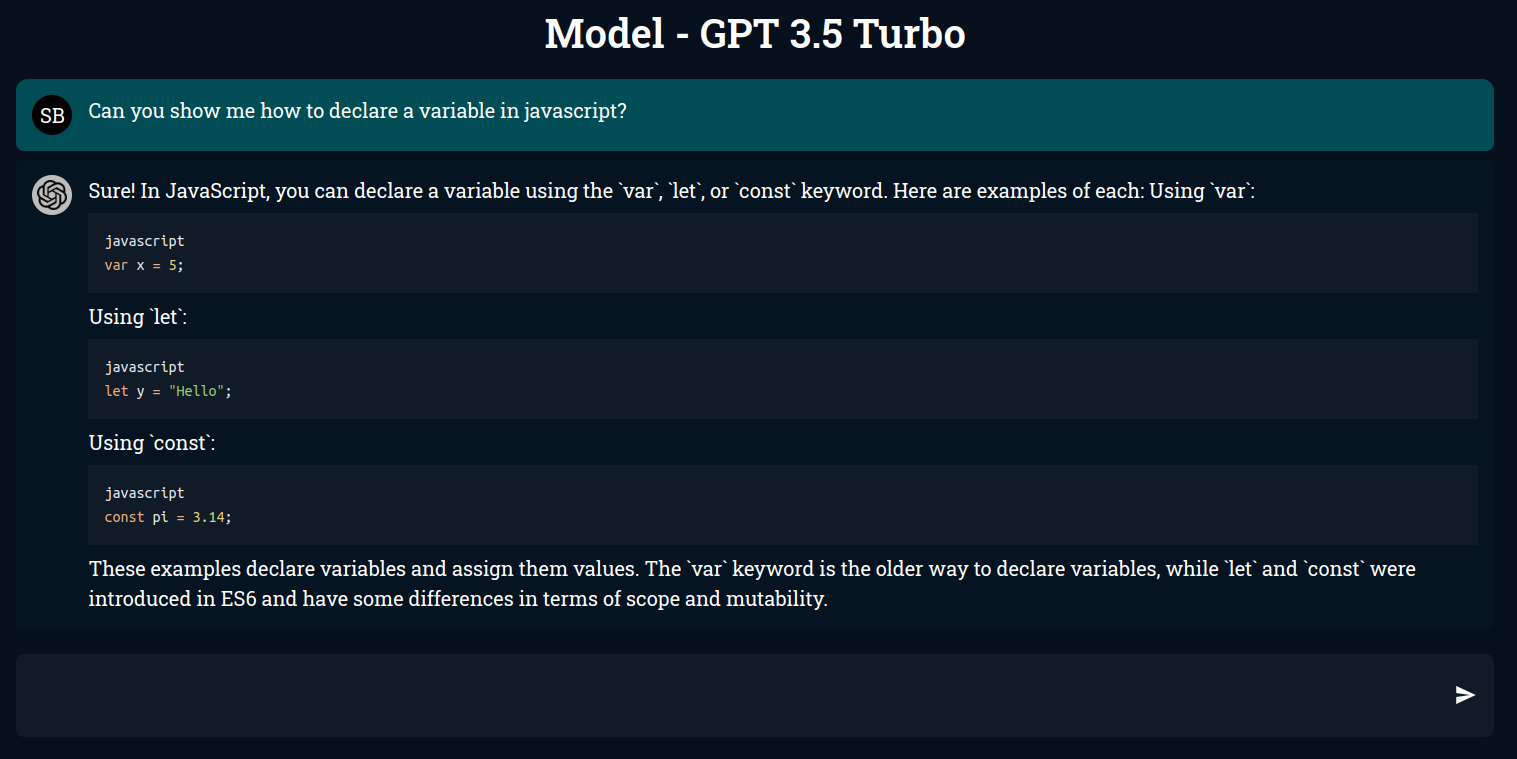 Model - GPT 3.5 Turbo
SB
Can you show me how to declare a variable in javascript?
Sure! In JavaScript, you can declare a variable using the `var`, `let`, or `const` keyword. Here are examples of each: Using `var`:
javascript
var x = 5;
Using `let`:
javascript
let y = "Hello";
Using `const`:
javascript
const pi = 3.14;
These examples declare variables and assign them values. The `var` keyword is the older way to declare variables, while `let` and `const` were
introduced in ES6 and have some differences in terms of scope and mutability.